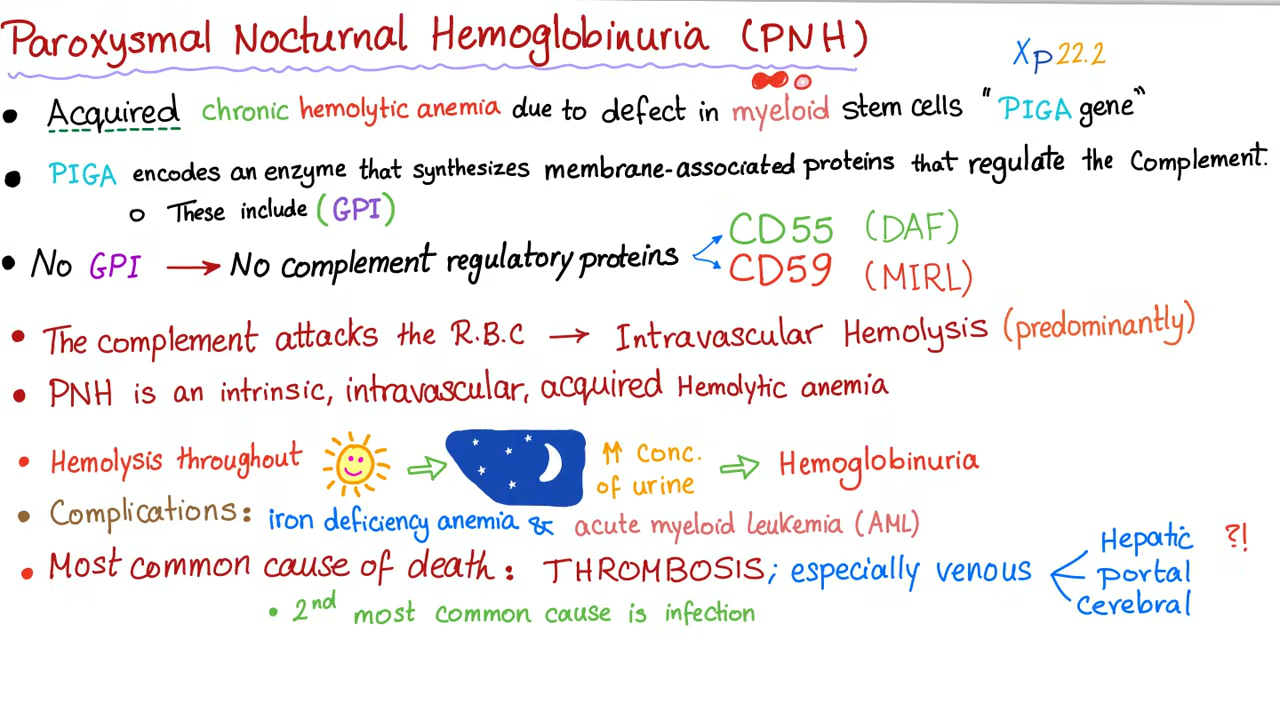 Paroxysmal Nocturnal Hemoglobinuria (PNH)
Xp22.2
• Acquired chronic hemolytic anemia due to defect in myeloid stem cells "PIGA gene"
• PIGA encodes an enzyme that synthesizes membrane-associated proteins that regulate the Complement.
o These include (GPI)
• No GPI → No complement regulatory proteins
CD55 (DAF)
CD59 (MIRL)
• The complement attacks the R.B.C → Intravascular Hemolysis (predominantly)
• PNH is an intrinsic, intravascular, acquired Hemolytic anemia
• Hemolysis throughout ⇒ ⇑ Conc. of urine ⇒ Hemoglobinuria
• Complications: iron deficiency anemia & acute myeloid leukemia (AML)
• Most common cause of death: THROMBOSIS; especially venous
Hepatic ?!
portal
cerebral
• 2nd most common cause is infection